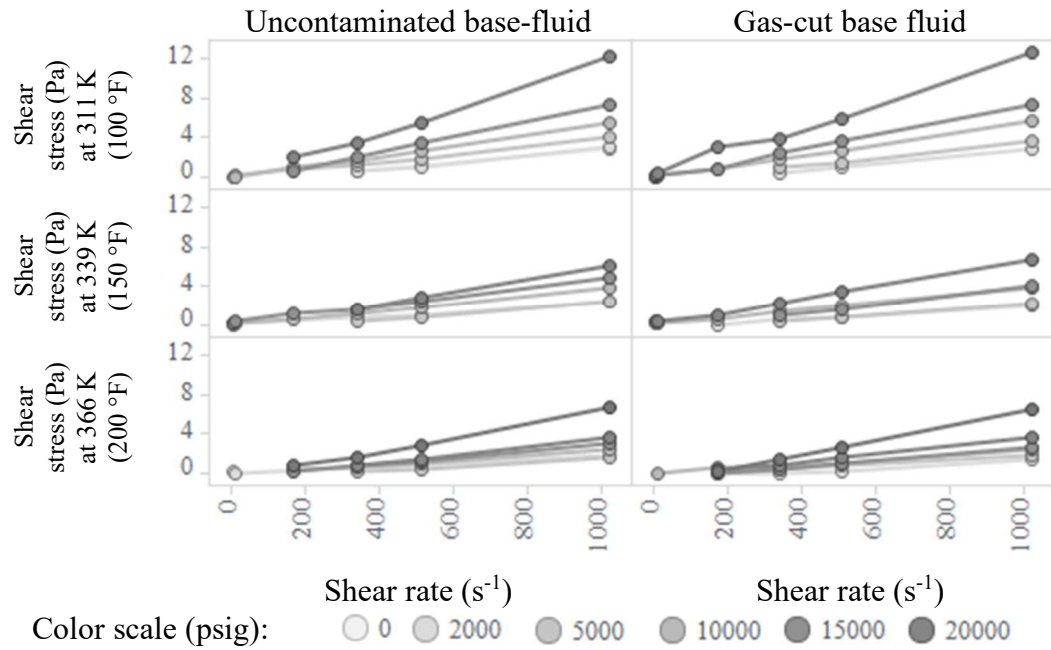 Uncontaminated base-fluid
Gas-cut base fluid
Shear
stress (Pa)
at 311 K
(100 °F)
12
8
4
0
Shear
stress (Pa)
at 339 K
(150 °F)
12
8
4
0
Shear
stress (Pa)
at 366 K
(200 °F)
12
8
4
0
0 200 400 600 800 1000
0 200 400 600 800 1000
Shear rate (s⁻¹)
Shear rate (s⁻¹)
Color scale (psig): 0 2000 5000 10000 15000 20000